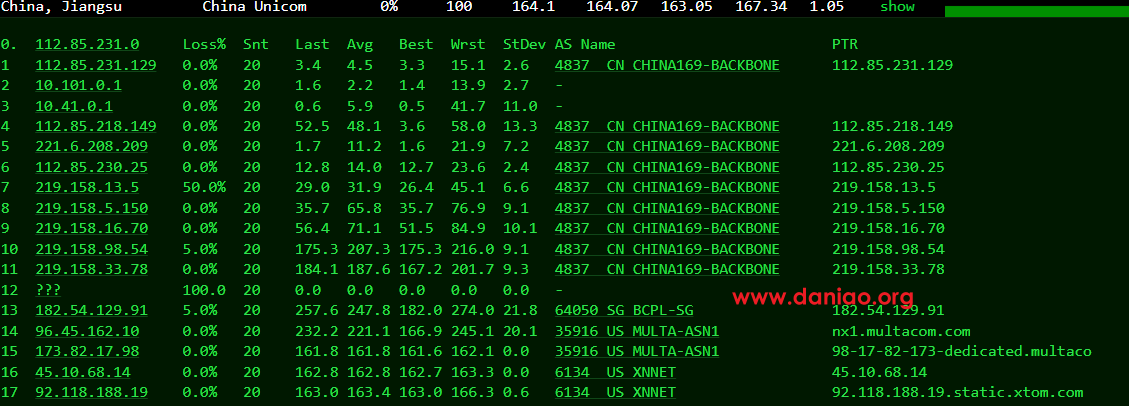 China, Jiangsu China Unicom 0% 100 164.1 164.07 163.05 167.34 1.05 show
0. 112.85.231.0 Loss% Snt Last Avg Best Wrst StDev AS Name PTR
1 112.85.231.129 0.0% 20 3.4 4.5 3.3 15.1 2.6 4837 CN CHINA169-BACKBONE 112.85.231.129
2 10.101.0.1 0.0% 20 1.6 2.2 1.4 13.9 2.7 -
3 10.41.0.1 0.0% 20 0.6 5.9 0.5 41.7 11.0 -
4 112.85.218.149 0.0% 20 52.5 48.1 3.6 58.0 13.3 4837 CN CHINA169-BACKBONE 112.85.218.149
5 221.6.208.209 0.0% 20 1.7 11.2 1.6 21.9 7.2 4837 CN CHINA169-BACKBONE 221.6.208.209
6 112.85.230.25 0.0% 20 12.8 14.0 12.7 23.6 2.4 4837 CN CHINA169-BACKBONE 112.85.230.25
7 219.158.13.5 50.0% 20 29.0 31.9 26.4 45.1 6.6 4837 CN CHINA169-BACKBONE 219.158.13.5
8 219.158.5.150 0.0% 20 35.7 65.8 35.7 76.9 9.1 4837 CN CHINA169-BACKBONE 219.158.5.150
9 219.158.16.70 0.0% 20 56.4 71.1 51.5 84.9 10.1 4837 CN CHINA169-BACKBONE 219.158.16.70
10 219.158.98.54 5.0% 20 175.3 207.3 175.3 216.0 9.1 4837 CN CHINA169-BACKBONE 219.158.98.54
11 219.158.33.78 0.0% 20 184.1 187.6 167.2 201.7 9.3 4837 CN CHINA169-BACKBONE 219.158.33.78
12 ??? 100.0 20 0.0 0.0 0.0 0.0 0.0 -
www.danigo.org
13 182.54.129.91 5.0% 20 257.6 247.8 182.0 274.0 21.8 64050 SG BCPL-SG 182.54.129.91
14 96.45.162.10 0.0% 20 232.2 221.1 166.9 245.1 20.1 35916 US MULTA-ASN1 nx1.multacom.com
15 173.82.17.98 0.0% 20 161.8 161.8 161.6 162.1 0.0 35916 US MULTA-ASN1 98-17-82-173-dedicated.multaco
16 45.10.68.14 0.0% 20 162.8 162.8 162.7 163.3 0.0 6134 US XNNET 45.10.68.14
17 92.118.188.19 0.0% 20 163.0 163.4 163.0 166.3 0.6 6134 US XNNET 92.118.188.19.static.xtom.com